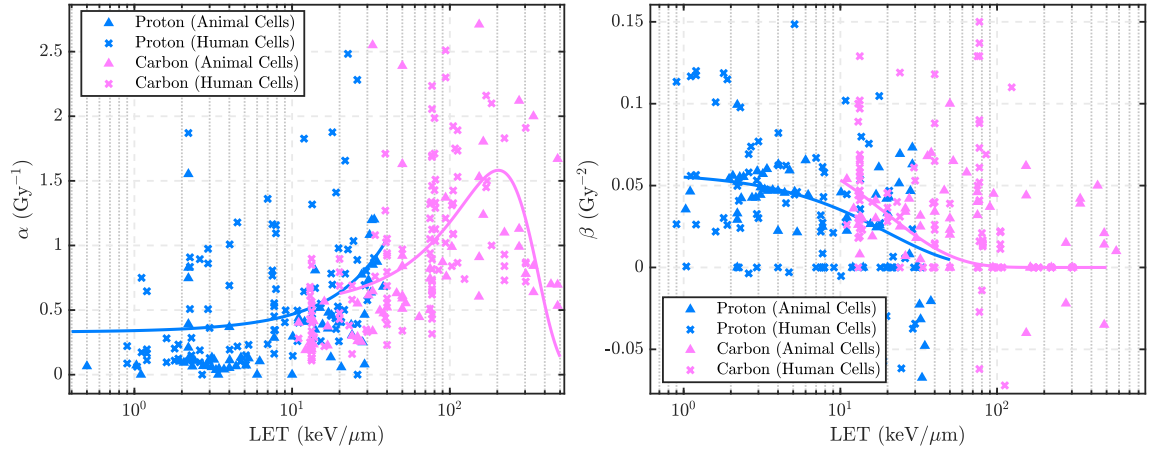 Proton (Animal Cells)
Proton (Human Cells)
Carbon (Animal Cells)
Carbon (Human Cells)
2.5
2
1.5
1
0.5
0
α (Gy⁻¹)
10⁰
10¹
10²
LET (keV/μm)
0.15
0.1
0.05
0
-0.05
β (Gy⁻²)
Proton (Animal Cells)
Proton (Human Cells)
Carbon (Animal Cells)
Carbon (Human Cells)
10⁰
10¹
10²
LET (keV/μm)